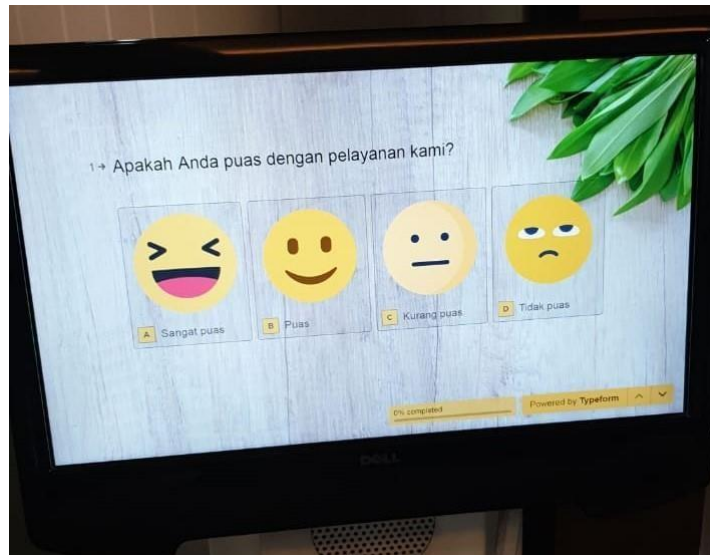 1→ Apakah Anda puas dengan pelayanan kami?
A Sangat puas
B Puas
C Kurang puas
D Tidak puas
0% completed
Powered by Typeform
DELL